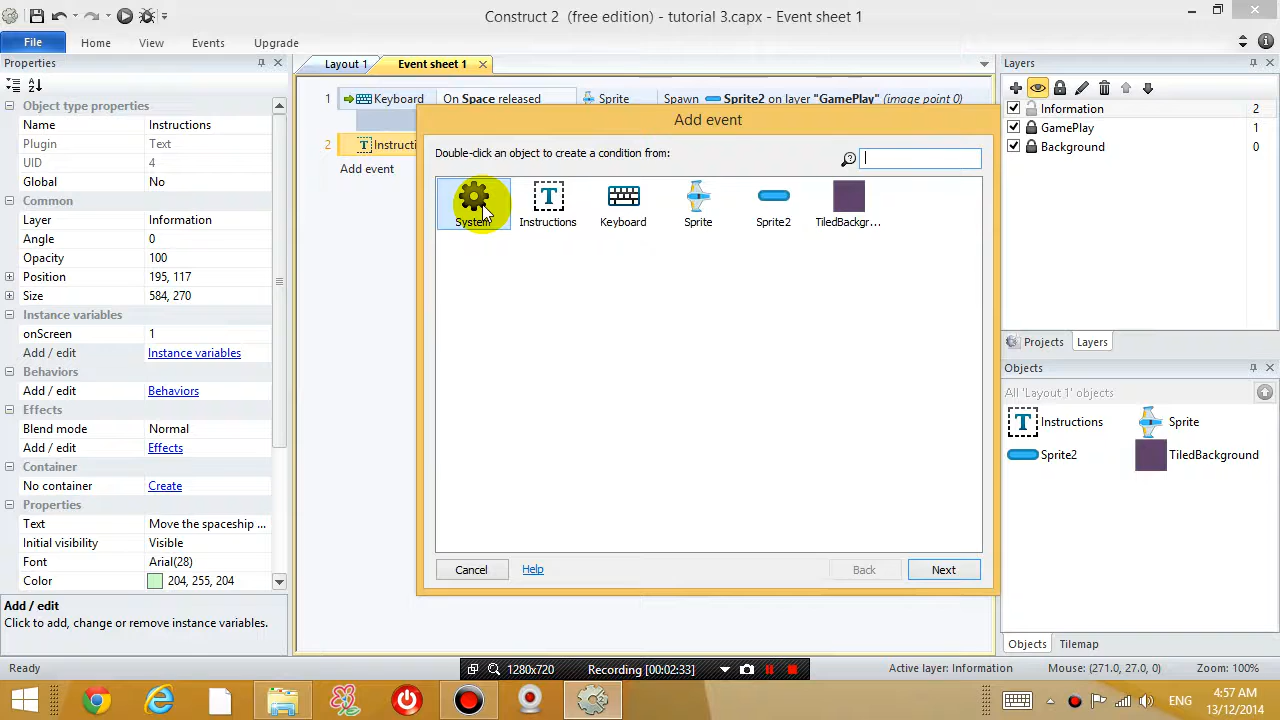 Construct 2 (free edition) - tutorial 3.capx - Event sheet 1
File Home View Events Upgrade
Properties
Object type properties
Name Instructions
Plugin Text
UID 4
Global No
Common
Layer Information
Angle 0
Opacity 100
Position 195, 117
Size 584, 270
Instance variables
onScreen 1
Add / edit Instance variables
Behaviors
Add / edit Behaviors
Effects
Blend mode Normal
Add / edit Effects
Container
No container Create
Properties
Text Move the spaceship ...
Initial visibility Visible
Font Arial(28)
Color 204, 255, 204
Add / edit
Click to add, change or remove instance variables.
Layout 1 Event sheet 1
1 Keyboard On Space released Sprite Spawn Sprite2 on layer "GamePlay" (image point 0)
2 T Instructi
Add event
Add event
Double-click an object to create a condition from:
System Instructions Keyboard Sprite Sprite2 TiledBackgr...
Cancel Help Back Next
Layers
Information 2
GamePlay 1
Background 0
Projects Layers
Objects
All 'Layout 1' objects
T Instructions Sprite
Sprite2 TiledBackground
Objects Tilemap
Ready 1280x720 Recording [00:02:33] Active layer: Information Mouse: (271.0, 27.0, 0) Zoom: 100%
ENG 4:57 AM
13/12/2014